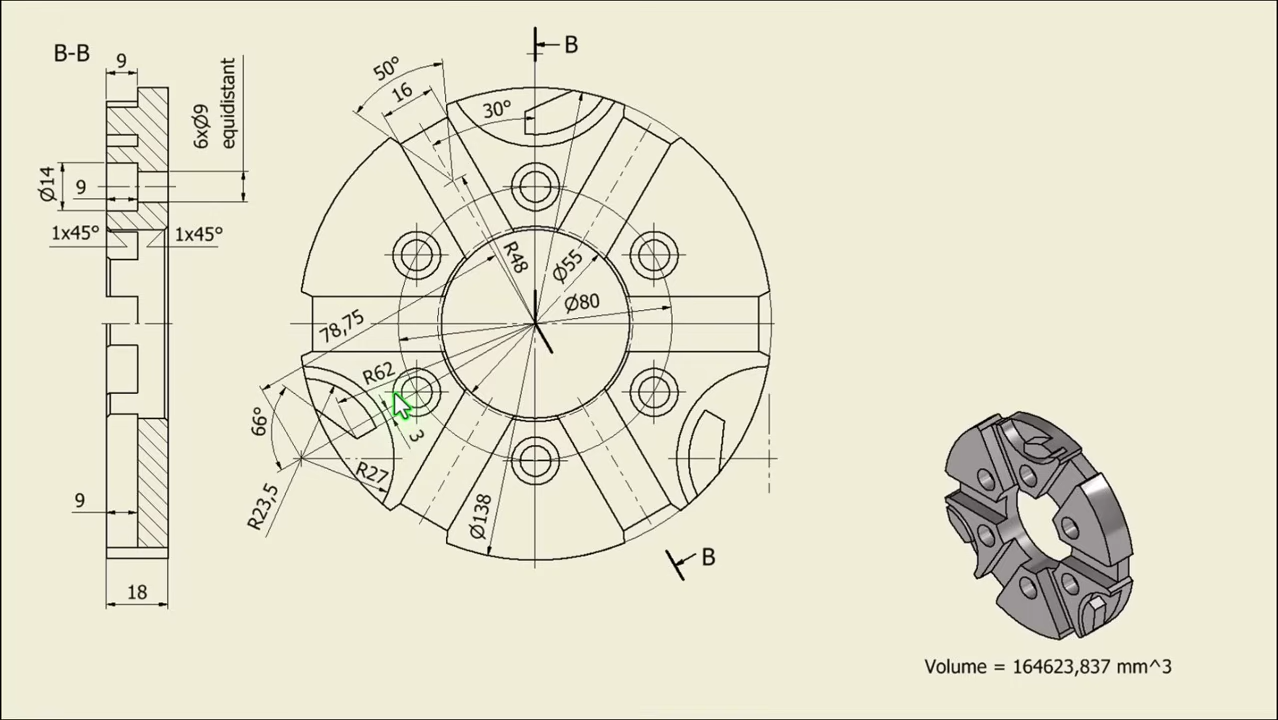 B-B
9
6xØ9
equidistant
Ø14
9
1x45°
1x45°
9
18
B
50°
16
30°
R48
Ø55
Ø80
78,75
R62
66°
3
R27
R23,5
Ø138
B
Volume = 164623,837 mm^3